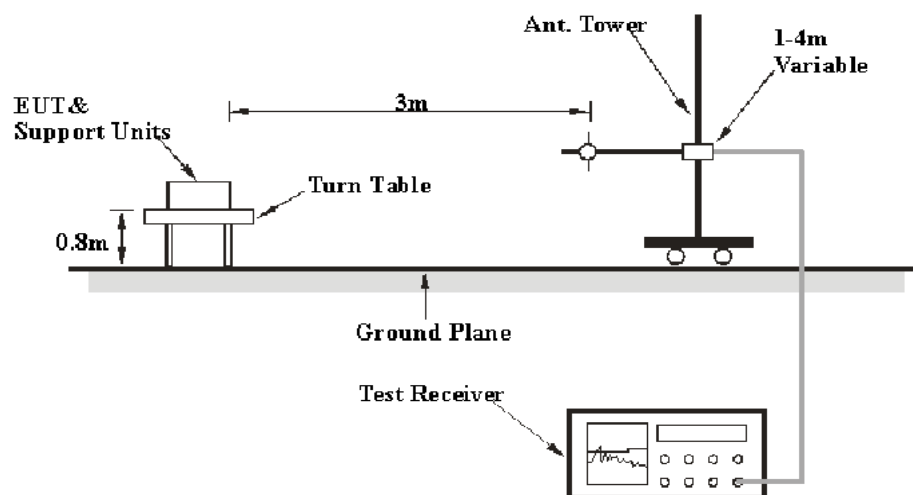 Ant. Tower
1-4m
Variable
EUT&
Support Units
3m
Turn Table
0.8m
Ground Plane
Test Receiver